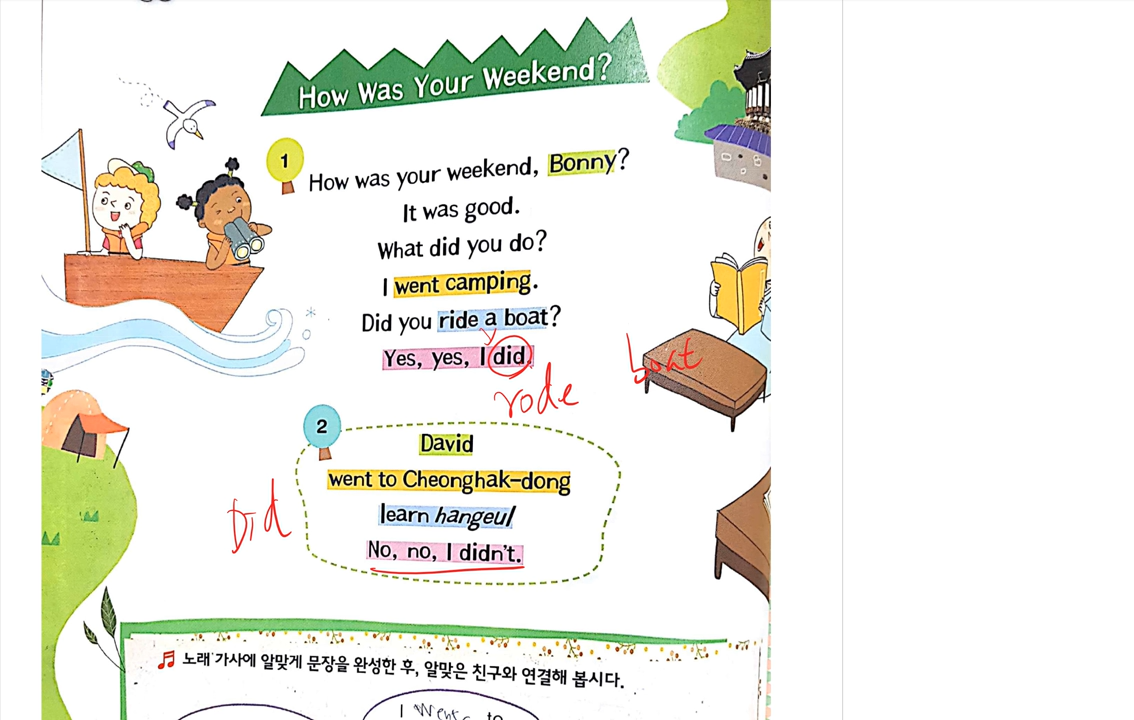 How Was Your Weekend?
1
How was your weekend, Bonny?
It was good.
What did you do?
I went camping.
Did you ride a boat?
Yes, yes, I did.
boat
rode
2
David
went to Cheonghak-dong
Did
learn hangeul
No, no, I didn't.
노래 가사에 알맞게 문장을 완성한 후, 알맞은 친구와 연결해 봅시다.
I went to